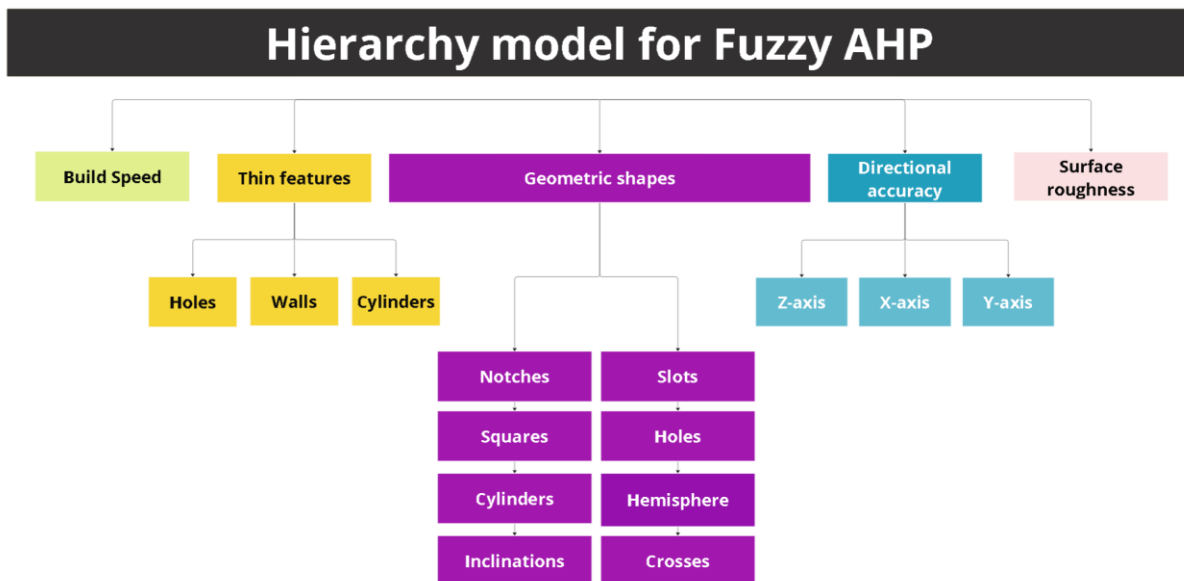 Hierarchy model for Fuzzy AHP
Build Speed
Thin features
Geometric shapes
Directional
accuracy
Surface
roughness
Holes
Walls
Cylinders
Z-axis
X-axis
Y-axis
Notches
Slots
Squares
Holes
Cylinders
Hemisphere
Inclinations
Crosses